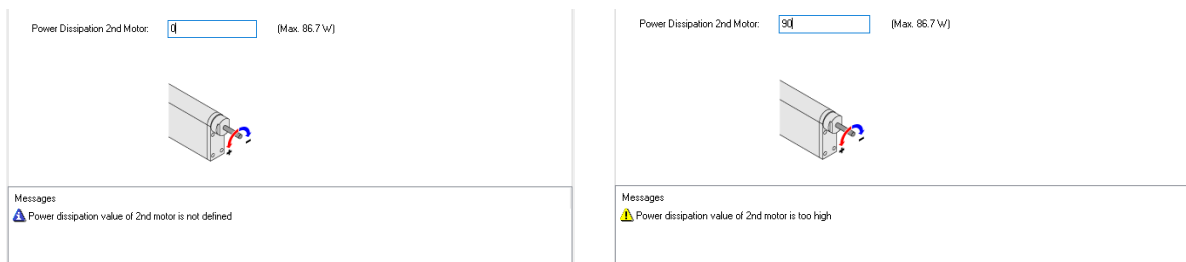 Power Dissipation 2nd Motor: 0 (Max. 86.7 W)
+
-
Messages
Power dissipation value of 2nd motor is not defined
Power Dissipation 2nd Motor: 90 (Max. 86.7 W)
+
-
Messages
Power dissipation value of 2nd motor is too high